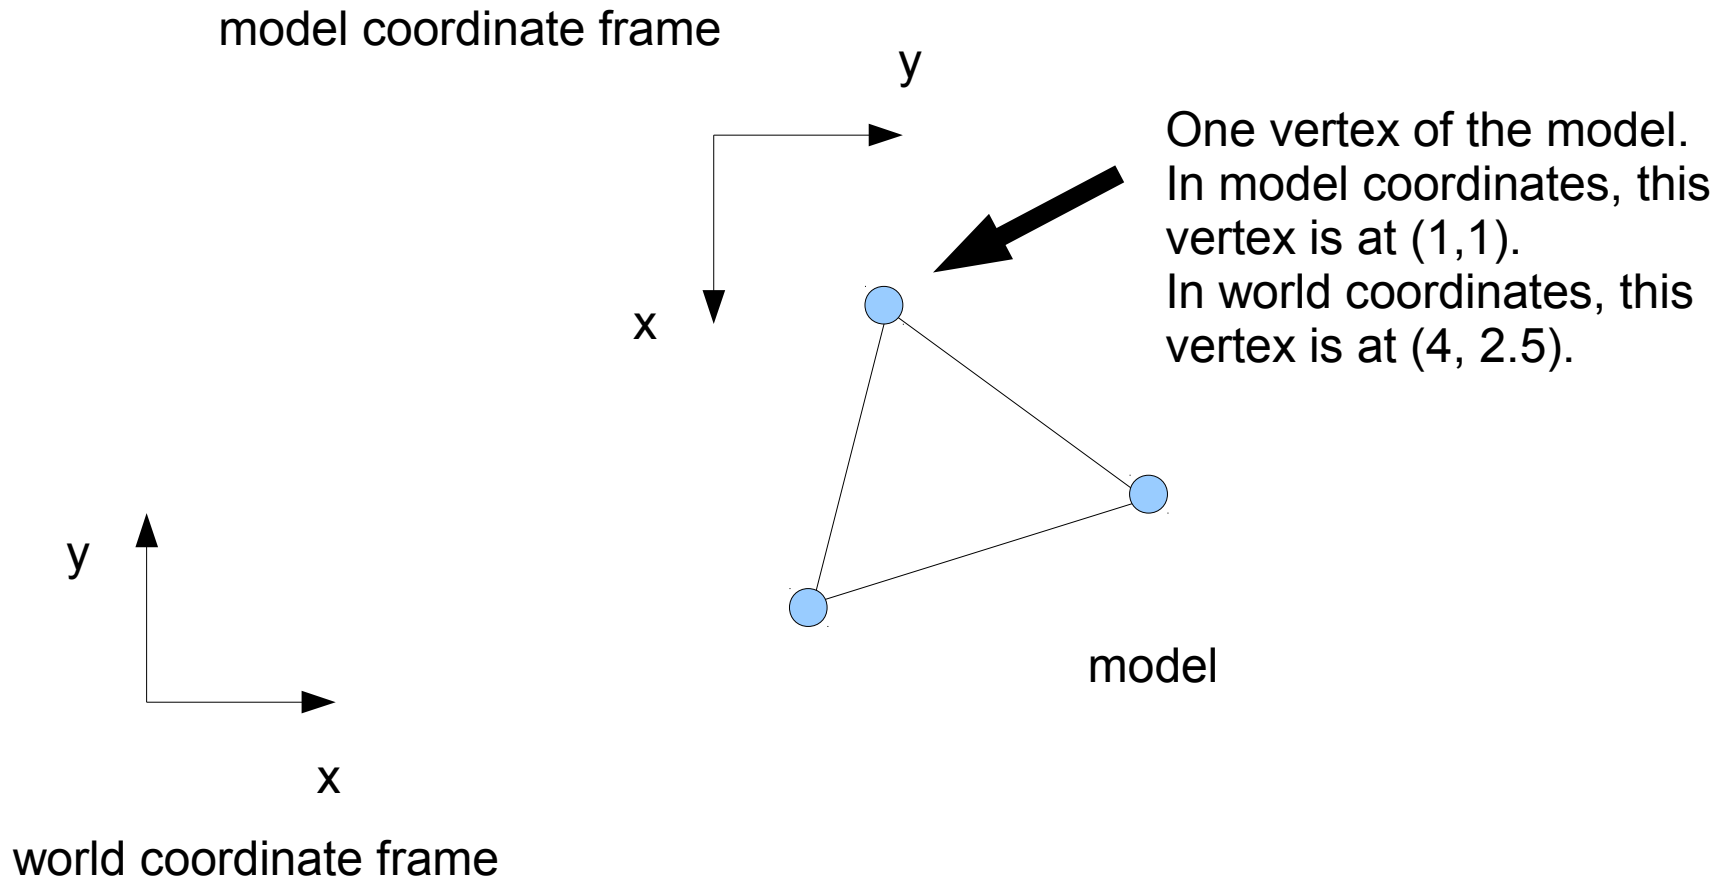 model coordinate frame
y
One vertex of the model.
In model coordinates, this
vertex is at (1,1).
In world coordinates, this
vertex is at (4, 2.5).
x
y
model
x
world coordinate frame